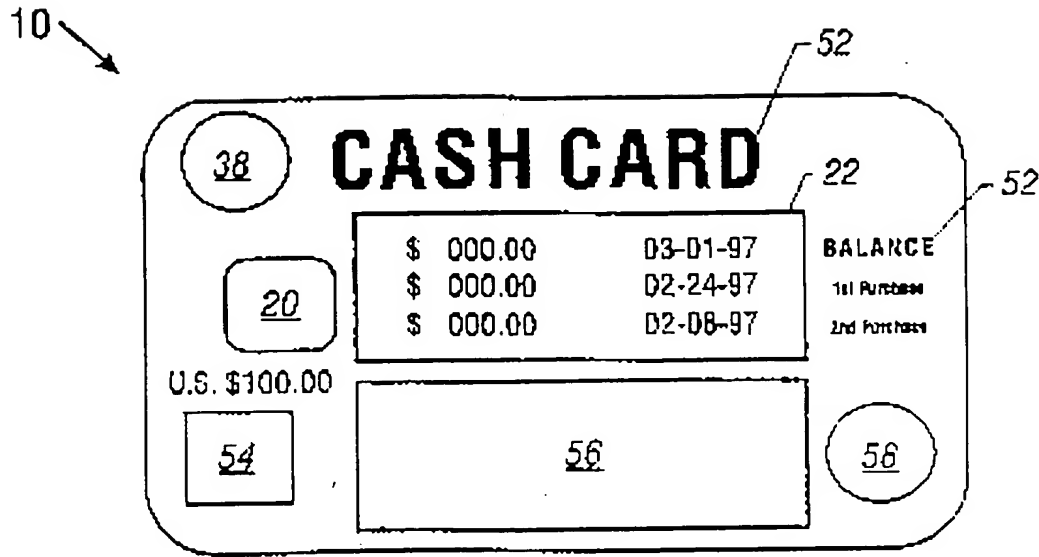 10
52
38 CASH CARD
22
52
$ 000.00 03-01-97 BALANCE
$ 000.00 02-24-97 1st Purchase
$ 000.00 02-08-97 2nd Purchase
20
U.S. $100.00
54 56 58